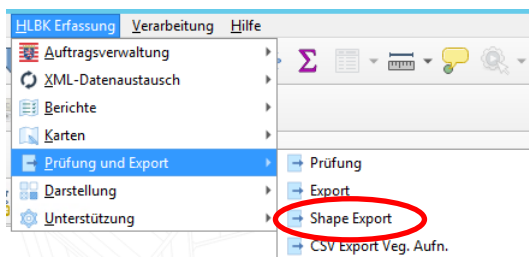 HLBK Erfassung Verarbeitung Hilfe
Auftragsverwaltung
Σ
XML-Datenaustausch
Berichte
Karten
Prüfung und Export
Prüfung
Darstellung
Export
Unterstützung
Shape Export
CSV Export Veg. Aufn.